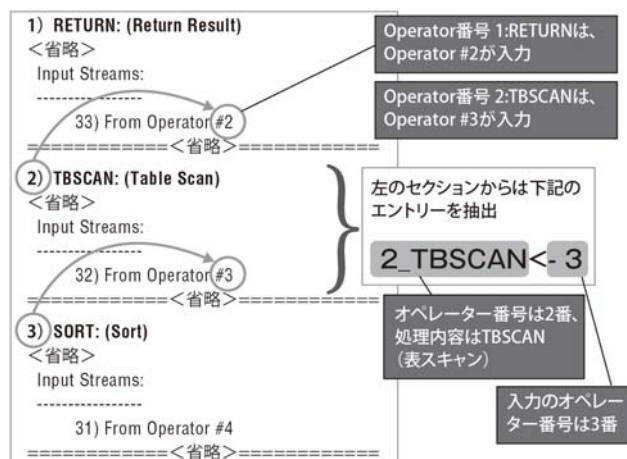 1) RETURN: (Return Result)
＜省略＞
Input Streams:
----------------
33) From Operator #2
===========＜省略＞============
2) TBSCAN: (Table Scan)
＜省略＞
Input Streams:
----------------
32) From Operator #3
===========＜省略＞============
3) SORT: (Sort)
＜省略＞
Input Streams:
----------------
31) From Operator #4
===========＜省略＞============
Operator番号 1:RETURNは、
Operator #2が入力
Operator番号 2:TBSCANは、
Operator #3が入力
左のセクションからは下記の
エントリーを抽出
2_TBSCAN<- 3
オペレーター番号は2番、
処理内容はTBSCAN
（表スキャン）
入力のオペレー
ター番号は3番